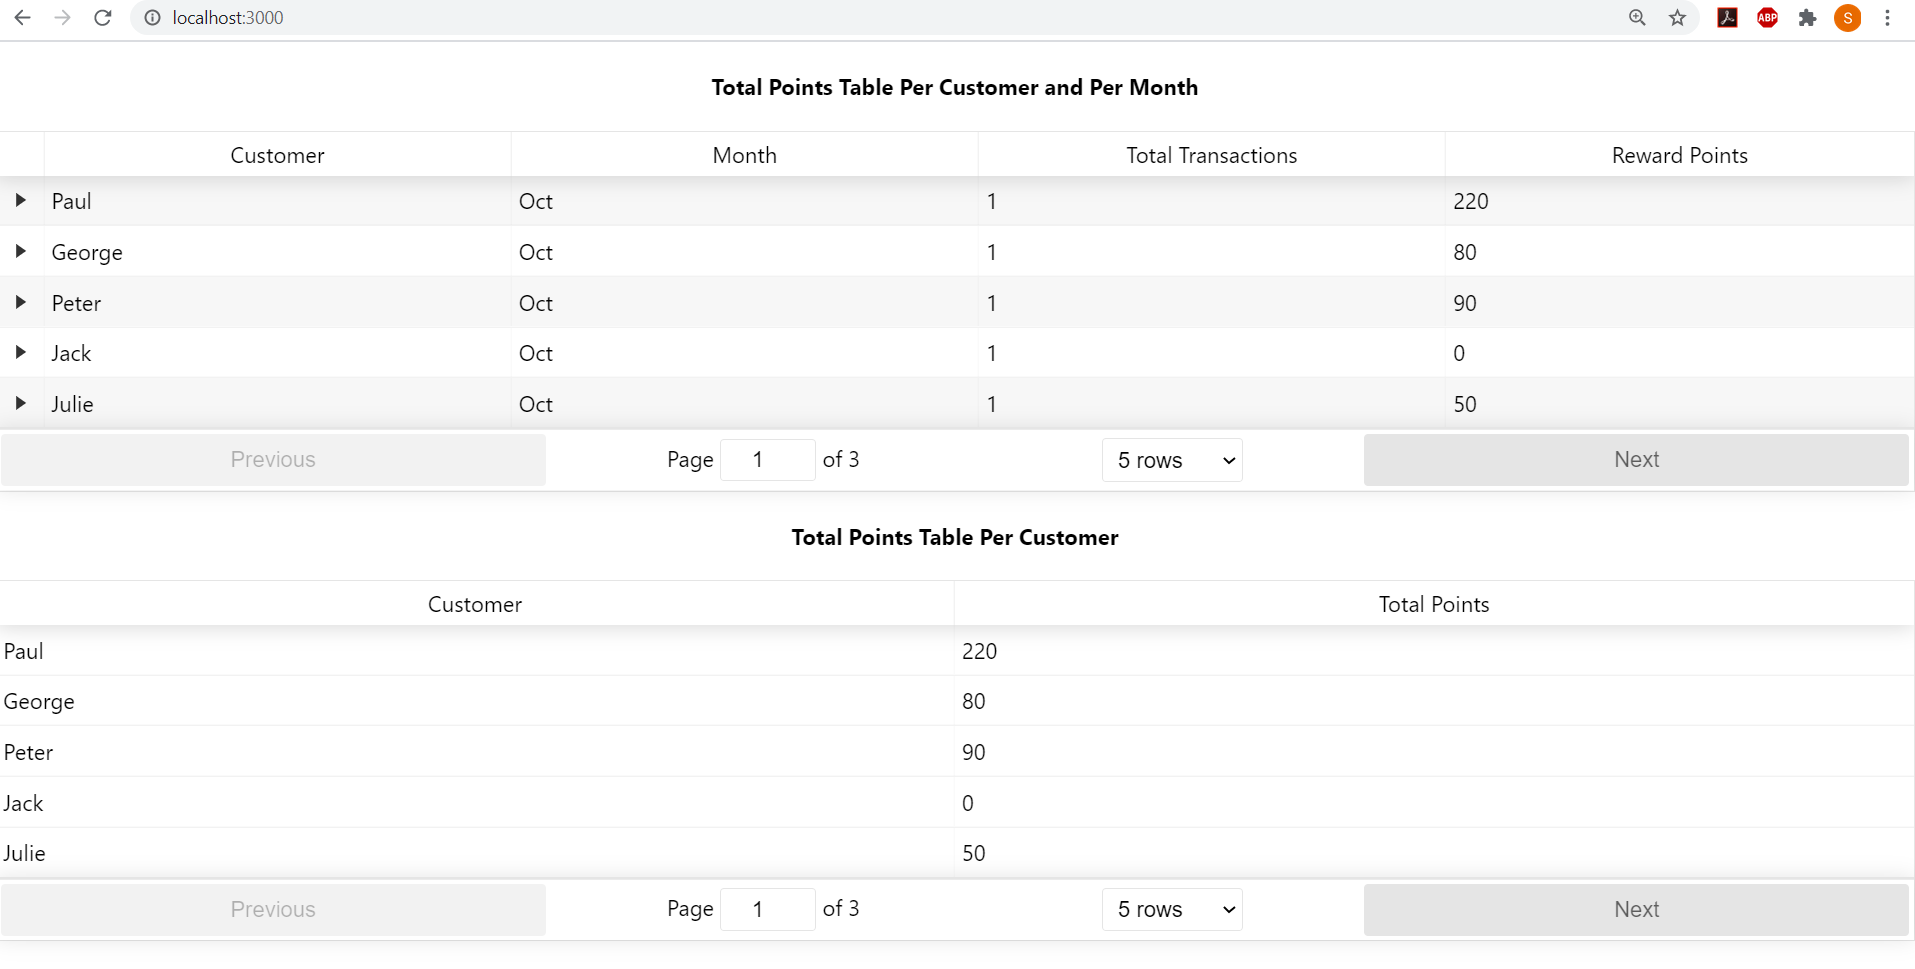 localhost:3000
ABP
S
Total Points Table Per Customer and Per Month
Customer Month Total Transactions Reward Points
Paul Oct 1 220
George Oct 1 80
Peter Oct 1 90
Jack Oct 1 0
Julie Oct 1 50
Previous Page 1 of 3 5 rows Next
Total Points Table Per Customer
Customer Total Points
Paul 220
George 80
Peter 90
Jack 0
Julie 50
Previous Page 1 of 3 5 rows Next